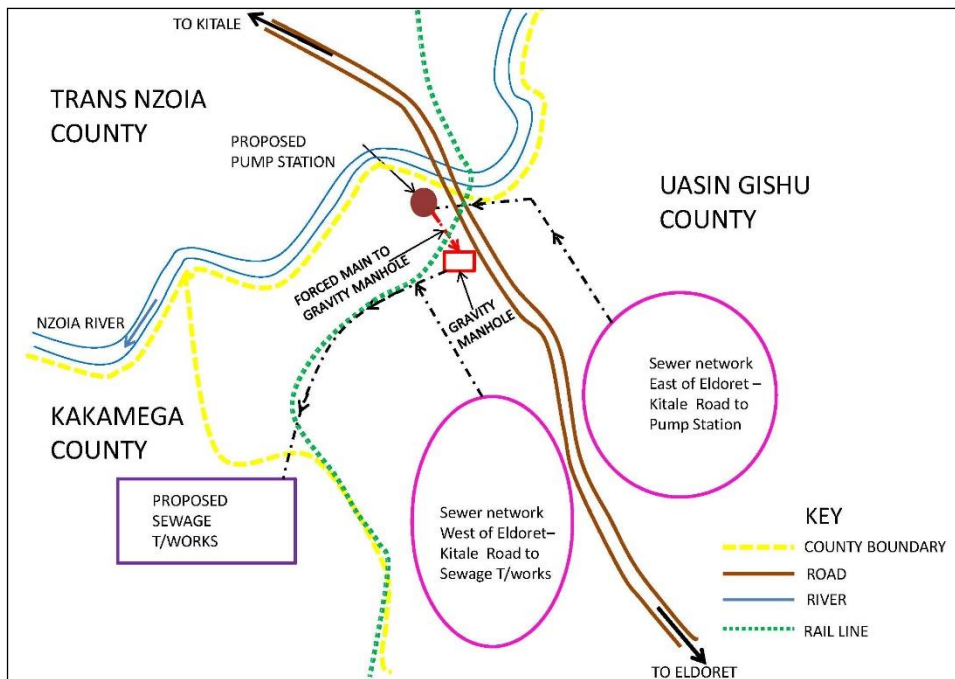 TO KITALE
TRANS NZOIA
COUNTY
PROPOSED
PUMP STATION
UASIN GISHU
COUNTY
FORCED MAIN TO
GRAVITY MANHOLE
GRAVITY
MANHOLE
NZOIA RIVER
Sewer network
East of Eldoret –
Kitale Road to
Pump Station
KAKAMEGA
COUNTY
PROPOSED
SEWAGE
T/WORKS
Sewer network
West of Eldoret–
Kitale Road to
Sewage T/works
KEY
COUNTY BOUNDARY
ROAD
RIVER
RAIL LINE
TO ELDORET